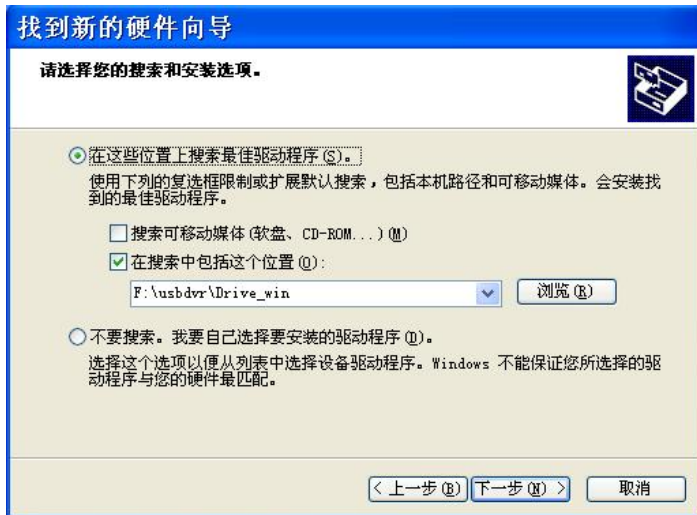 找到新的硬件向导
请选择您的搜索和安装选项。
在这些位置上搜索最佳驱动程序(S)。
使用下列的复选框限制或扩展默认搜索，包括本机路径和可移动媒体。会安装找
到的最佳驱动程序。
搜索可移动媒体(软盘、CD-ROM...)(M)
在搜索中包括这个位置(O):
F:\usbdvr\Drive_win
浏览(R)
不要搜索。我要自己选择要安装的驱动程序(D)。
选择这个选项以便从列表中选择设备驱动程序。Windows 不能保证您所选择的驱
动程序与您的硬件最匹配。
< 上一步(B) 下一步(N) > 取消